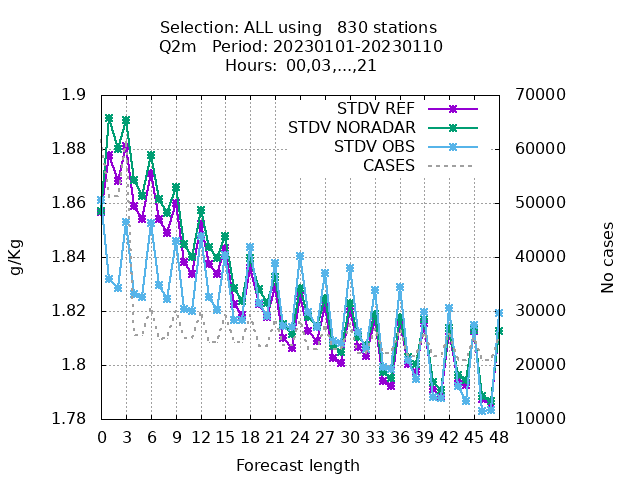 Selection: ALL using   830 stations
Q2m   Period: 20230101-20230110
Hours: 00,03,...,21
1.9
1.88
1.86
1.84
1.82
1.8
1.78
g/Kg
STDV REF
STDV NORADAR
STDV OBS
CASES
70000
60000
50000
40000
30000
20000
10000
No cases
0 3 6 9 12 15 18 21 24 27 30 33 36 39 42 45 48
Forecast length